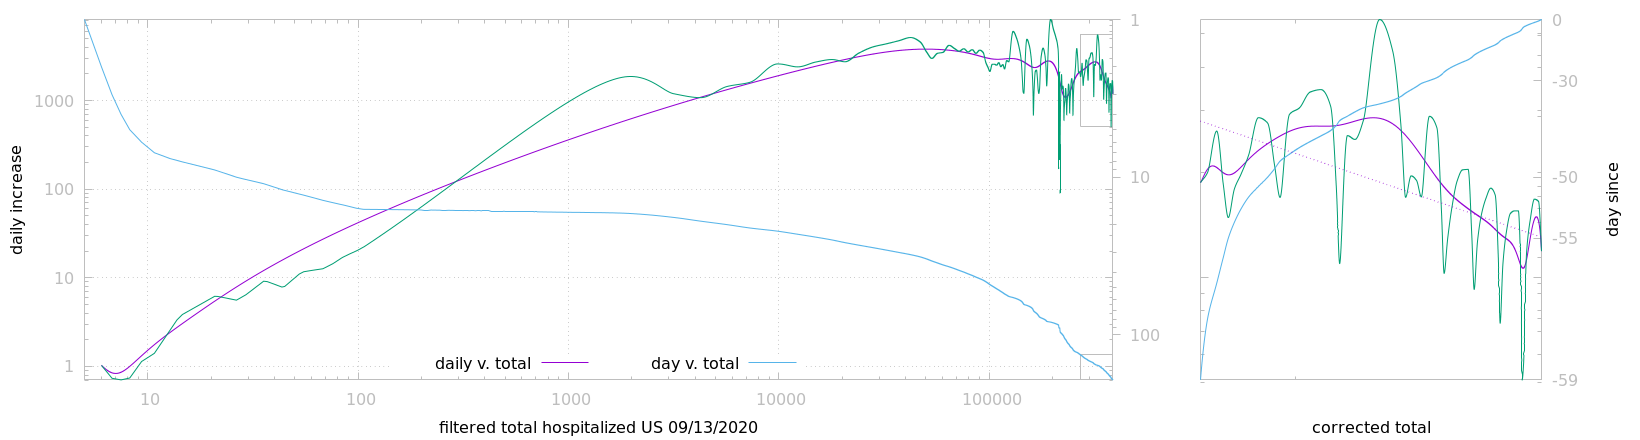 daily increase
1000
100
10
1
10
100
1000
10000
100000
1
10
100
daily v. total
day v. total
filtered total hospitalized US 09/13/2020
0
-30
-50
-55
-59
day since
corrected total